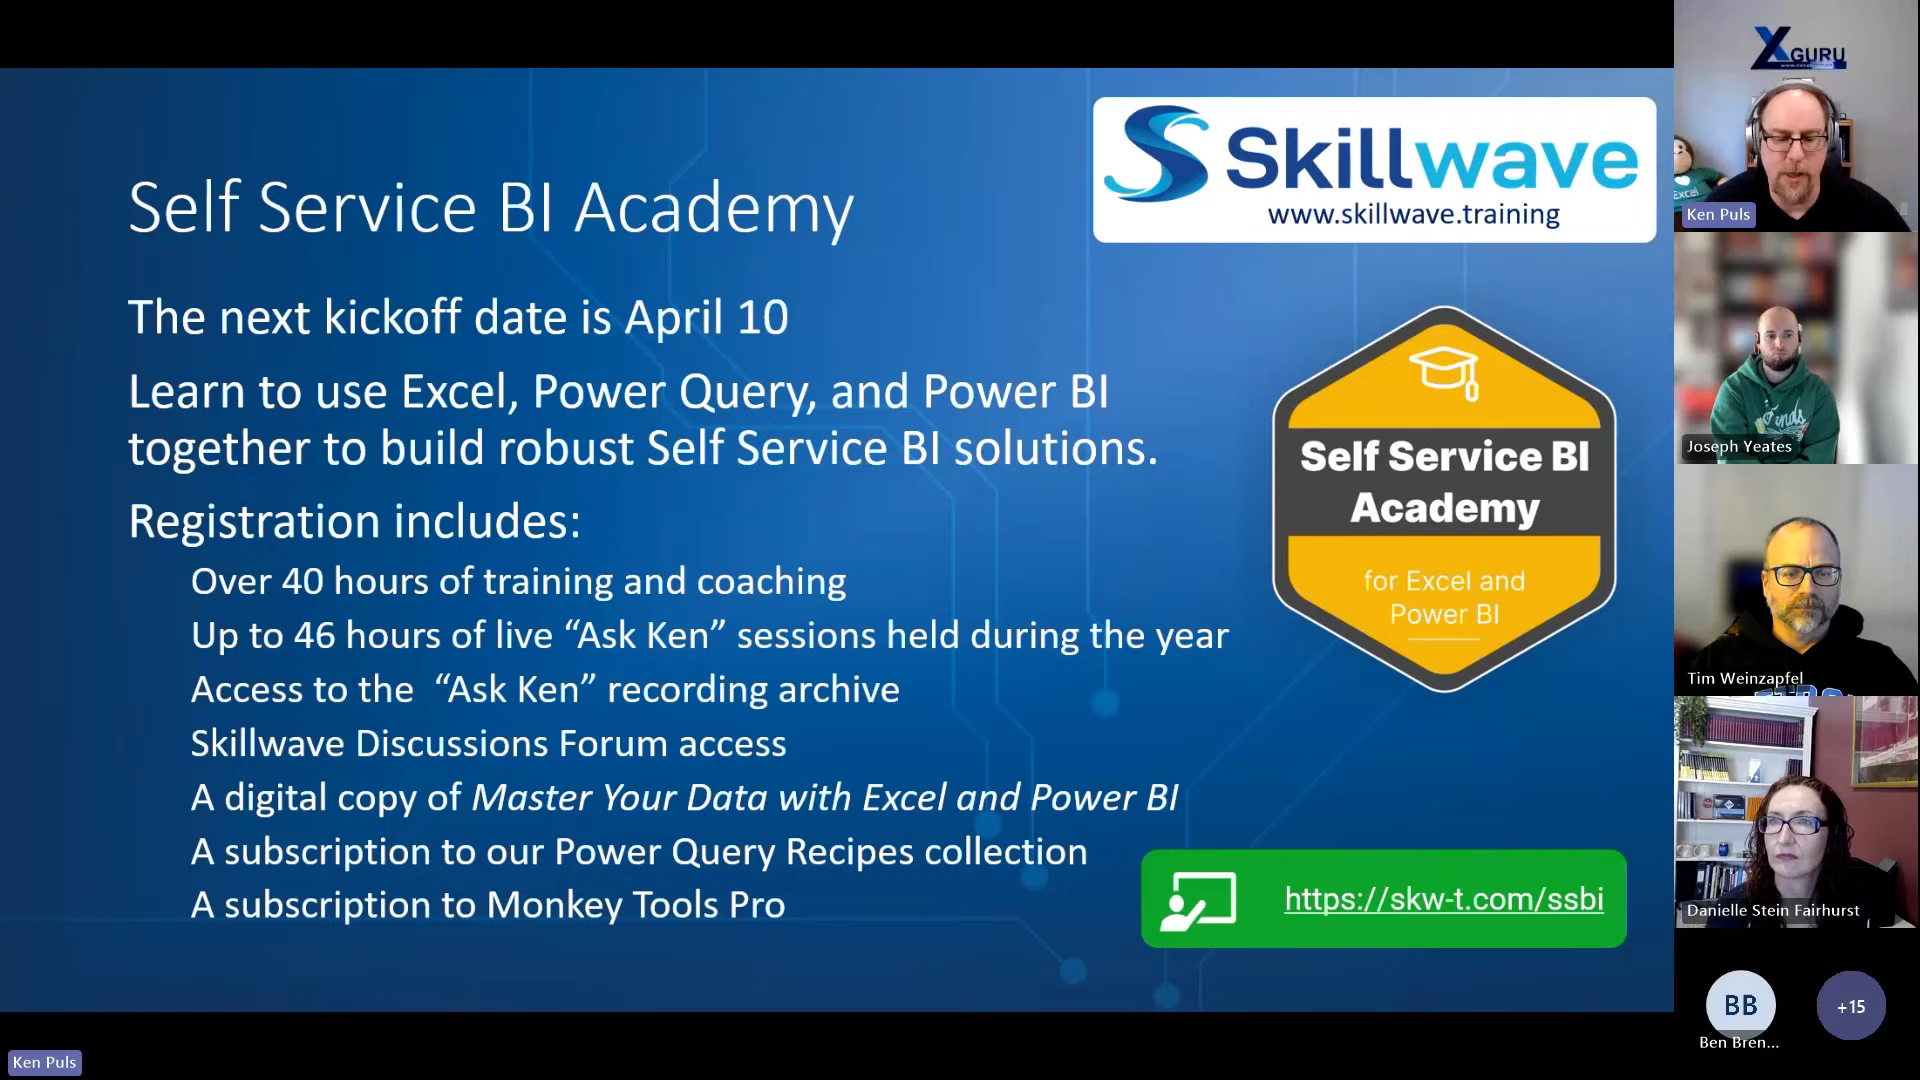 Skillwave
www.skillwave.training
Self Service BI Academy
The next kickoff date is April 10
Learn to use Excel, Power Query, and Power BI
together to build robust Self Service BI solutions.
Registration includes:
Over 40 hours of training and coaching
Up to 46 hours of live “Ask Ken” sessions held during the year
Access to the “Ask Ken” recording archive
Skillwave Discussions Forum access
A digital copy of Master Your Data with Excel and Power BI
A subscription to our Power Query Recipes collection
A subscription to Monkey Tools Pro
Self Service BI
Academy
for Excel and
Power BI
https://skw-t.com/ssbi
Ken Puls
XGURU
Excel
Ken Puls
Joseph Yeates
Tim Weinzapfel
Danielle Stein Fairhurst
BB
+15
Ben Bren...